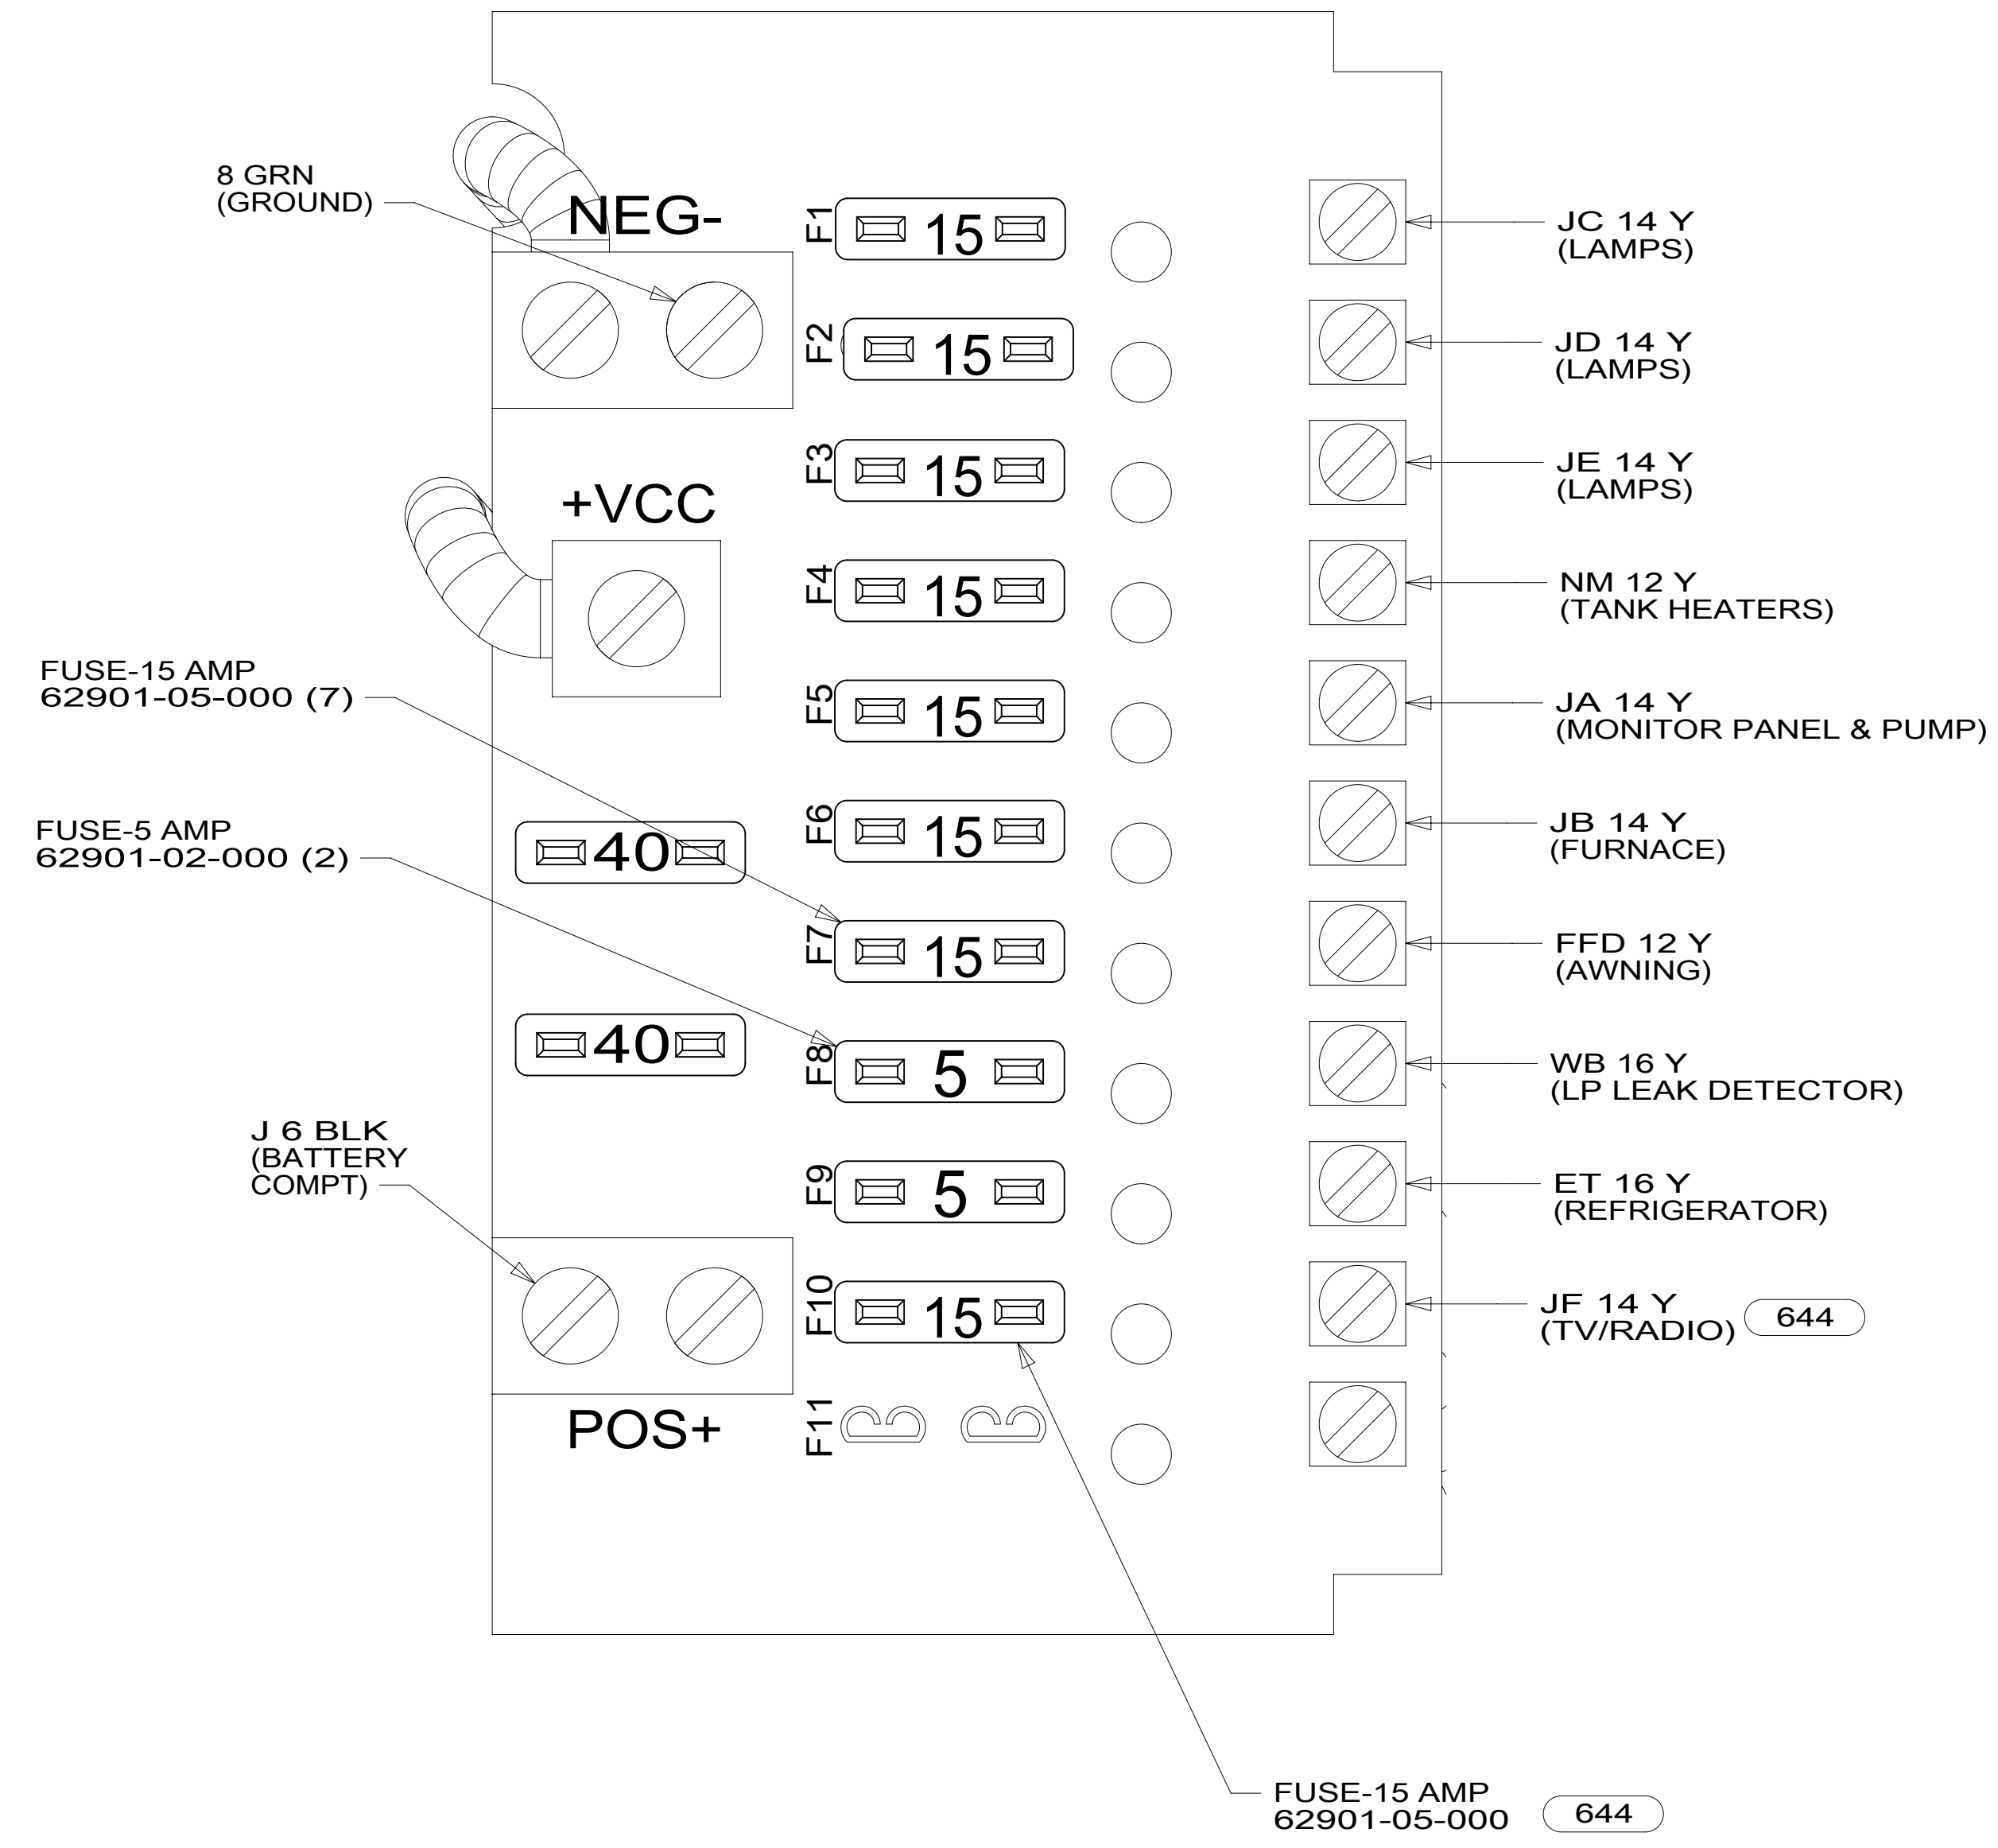 8 GRN
(GROUND)
NEG-
+VCC
FUSE-15 AMP
62901-05-000 (7)
FUSE-5 AMP
62901-02-000 (2)
40
40
J 6 BLK
(BATTERY
COMPT)
POS+
F1
15
F2
15
F3
15
F4
15
F5
15
F6
15
F7
15
F8
5
F9
5
F10
15
F11
JC 14 Y
(LAMPS)
JD 14 Y
(LAMPS)
JE 14 Y
(LAMPS)
NM 12 Y
(TANK HEATERS)
JA 14 Y
(MONITOR PANEL & PUMP)
JB 14 Y
(FURNACE)
FFD 12 Y
(AWNING)
WB 16 Y
(LP LEAK DETECTOR)
ET 16 Y
(REFRIGERATOR)
JF 14 Y
(TV/RADIO)
644
FUSE-15 AMP
62901-05-000
644